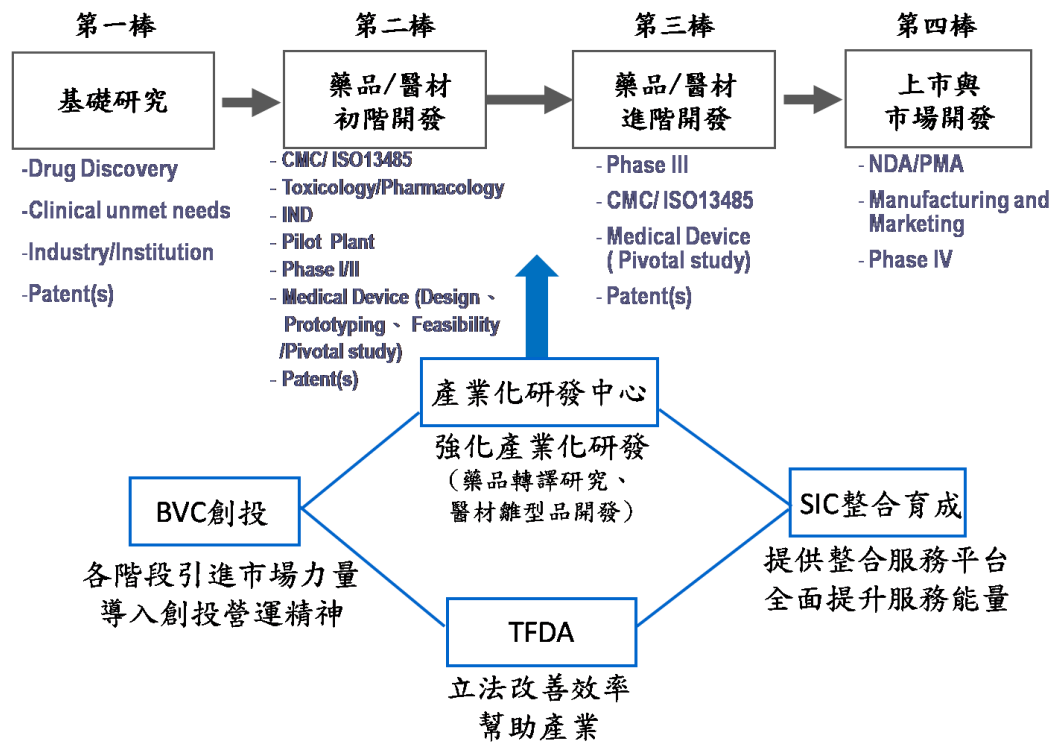 第一棒
基礎研究
-Drug Discovery
-Clinical unmet needs
-Industry/Institution
-Patent(s)
第二棒
藥品/醫材
初階開發
- CMC/ ISO13485
- Toxicology/Pharmacology
- IND
- Pilot Plant
- Phase I/II
- Medical Device (Design、
Prototyping、 Feasibility
/Pivotal study)
- Patent(s)
第三棒
藥品/醫材
進階開發
- Phase III
- CMC/ ISO13485
- Medical Device
( Pivotal study)
- Patent(s)
第四棒
上市與
市場開發
- NDA/PMA
- Manufacturing and
Marketing
- Phase IV
產業化研發中心
強化產業化研發
（藥品轉譯研究、
醫材雛型品開發）
BVC創投
各階段引進市場力量
導入創投營運精神
SIC整合育成
提供整合服務平台
全面提升服務能量
TFDA
立法改善效率
幫助產業